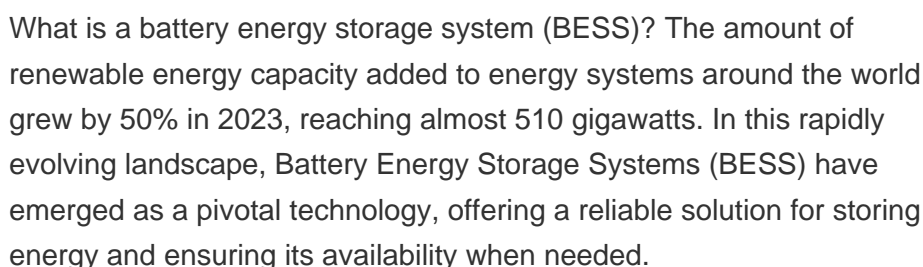 What is a battery energy storage system (BESS)? The amount of
renewable energy capacity added to energy systems around the world
grew by 50% in 2023, reaching almost 510 gigawatts. In this rapidly
evolving landscape, Battery Energy Storage Systems (BESS) have
emerged as a pivotal technology, offering a reliable solution for storing
energy and ensuring its availability when needed.